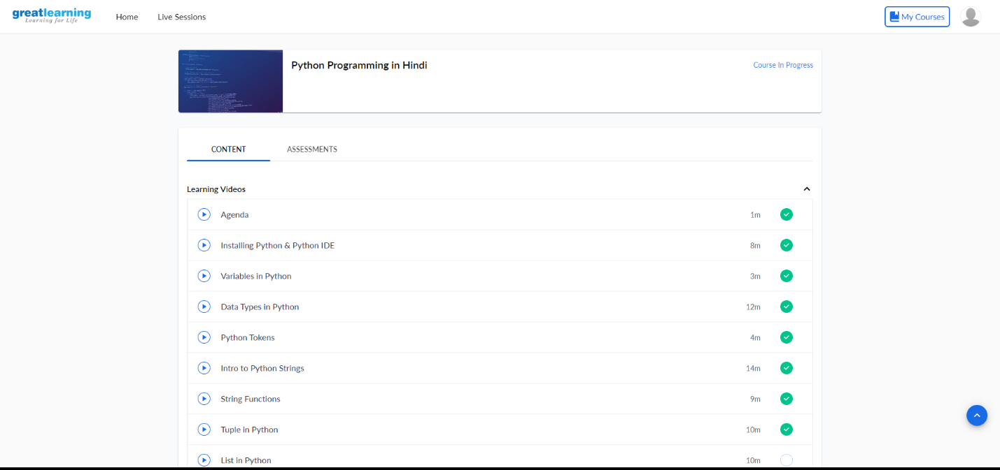 greatlearning
Learning for Life
Home
Live Sessions
My Courses
Python Programming in Hindi
Course In Progress
CONTENT
ASSESSMENTS
Learning Videos
Agenda 1m
Installing Python & Python IDE 8m
Variables in Python 3m
Data Types in Python 12m
Python Tokens 4m
Intro to Python Strings 14m
String Functions 9m
Tuple in Python 10m
List in Python 10m